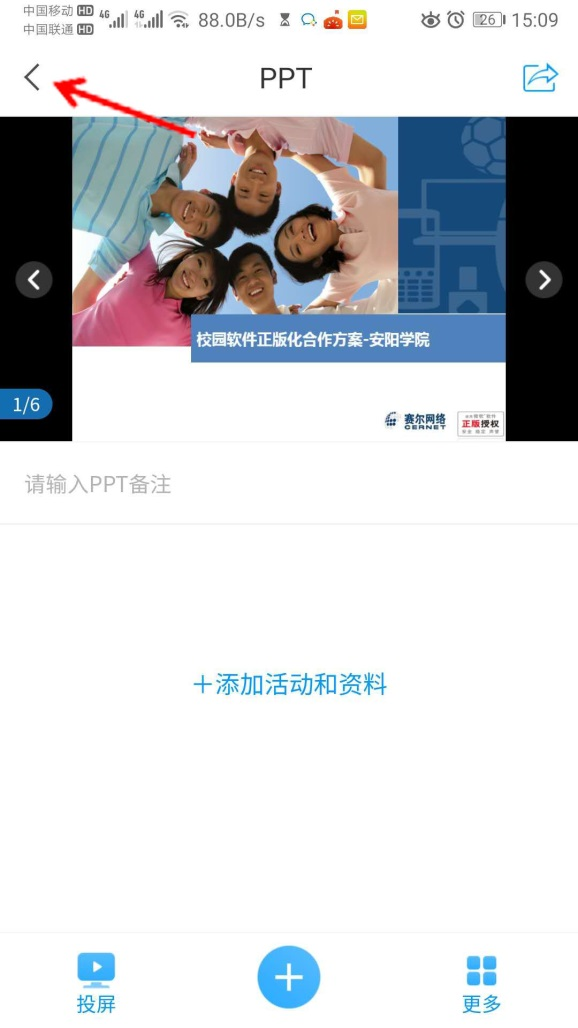 中国移动 HD 4G 4G 88.0B/s 26 15:09
中国联通 HD
PPT
校园软件正版化合作方案-安阳学院
1/6
赛尔网络
CERNET
正版授权
请输入PPT备注
+添加活动和资料
投屏
更多